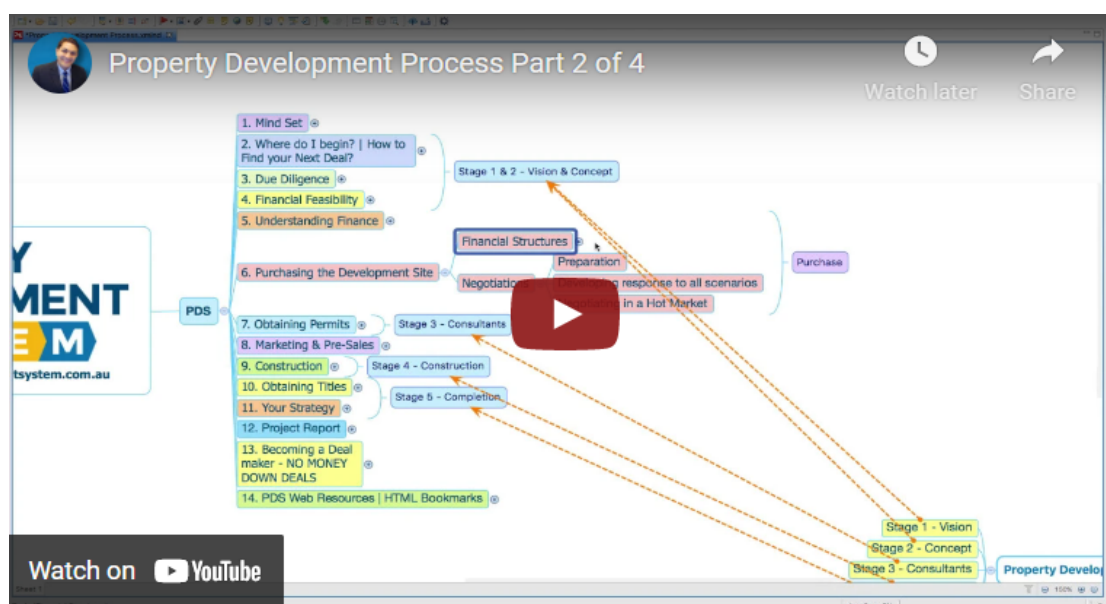 Property Development Process Part 2 of 4
Watch later
Share
1. Mind Set
2. Where do I begin? | How to
Find your Next Deal?
3. Due Diligence
4. Financial Feasibility
Stage 1 & 2 - Vision & Concept
5. Understanding Finance
6. Purchasing the Development Site
Financial Structures
Negotiations
Preparation
response to all scenarios
in a Hot Market
Purchase
MENT
M
tsystem.com.au
PDS
7. Obtaining Permits
Stage 3 - Consultants
8. Marketing & Pre-Sales
9. Construction
Stage 4 - Construction
10. Obtaining Titles
11. Your Strategy
Stage 5 - Completion
12. Project Report
13. Becoming a Deal
maker - NO MONEY
DOWN DEALS
14. PDS Web Resources | HTML Bookmarks
Stage 1 - Vision
Stage 2 - Concept
Stage 3 - Consultants
Property Develo
Watch on YouTube
Sheet 1
100%